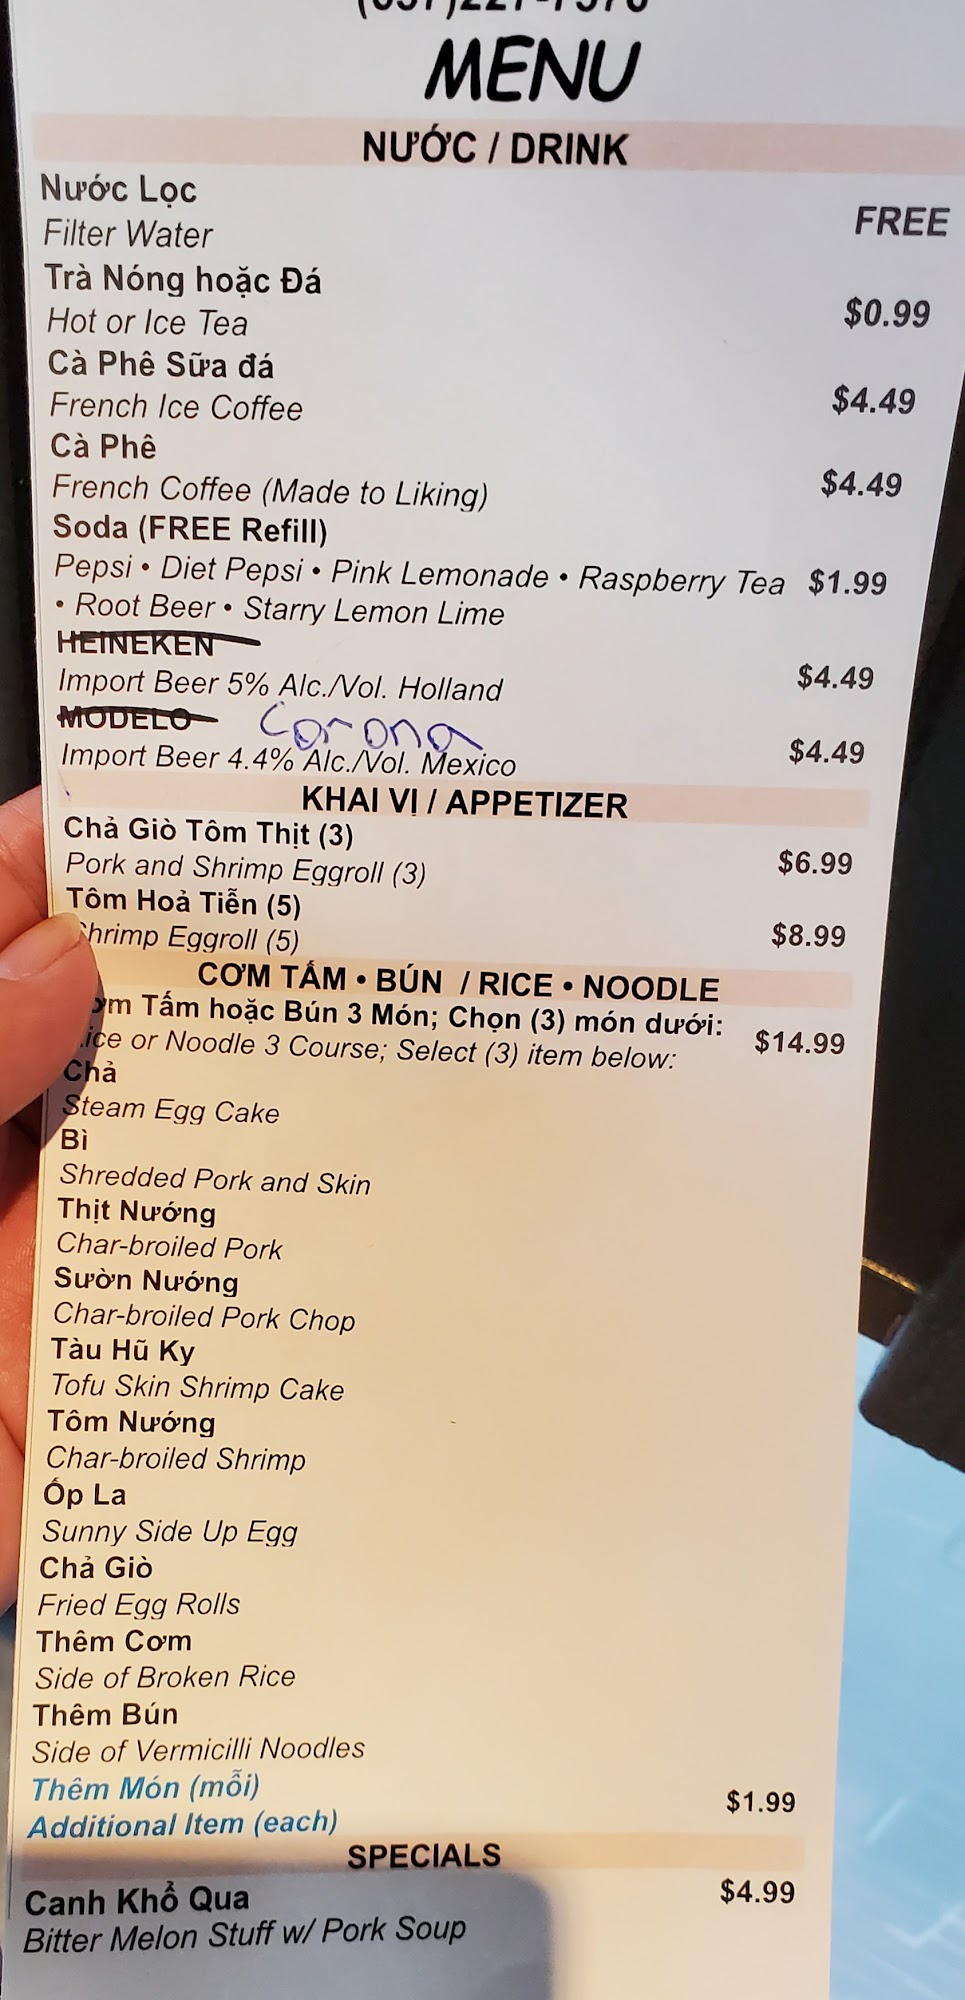 MENU
NƯỚC / DRINK
Nước Lọc
Filter Water
FREE
Trà Nóng hoặc Đá
Hot or Ice Tea
$0.99
Cà Phê Sữa đá
French Ice Coffee
$4.49
Cà Phê
French Coffee (Made to Liking)
$4.49
Soda (FREE Refill)
Pepsi • Diet Pepsi • Pink Lemonade • Raspberry Tea $1.99
• Root Beer • Starry Lemon Lime
HEINEKEN
Import Beer 5% Alc./Vol. Holland
$4.49
MODELO Corona
Import Beer 4.4% Alc./Vol. Mexico
$4.49
KHAI VỊ / APPETIZER
Chả Giò Tôm Thịt (3)
Pork and Shrimp Eggroll (3)
$6.99
Tôm Hoả Tiễn (5)
Shrimp Eggroll (5)
$8.99
CƠM TẤM • BÚN / RICE • NOODLE
Tấm hoặc Bún 3 Món; Chọn (3) món dưới:
ice or Noodle 3 Course; Select (3) item below:
$14.99
Chả
Steam Egg Cake
Bì
Shredded Pork and Skin
Thịt Nướng
Char-broiled Pork
Sườn Nướng
Char-broiled Pork Chop
Tàu Hũ Ky
Tofu Skin Shrimp Cake
Tôm Nướng
Char-broiled Shrimp
Ốp La
Sunny Side Up Egg
Chả Giò
Fried Egg Rolls
Thêm Cơm
Side of Broken Rice
Thêm Bún
Side of Vermicilli Noodles
Thêm Món (mỗi)
Additional Item (each)
$1.99
SPECIALS
Canh Khổ Qua
Bitter Melon Stuff w/ Pork Soup
$4.99